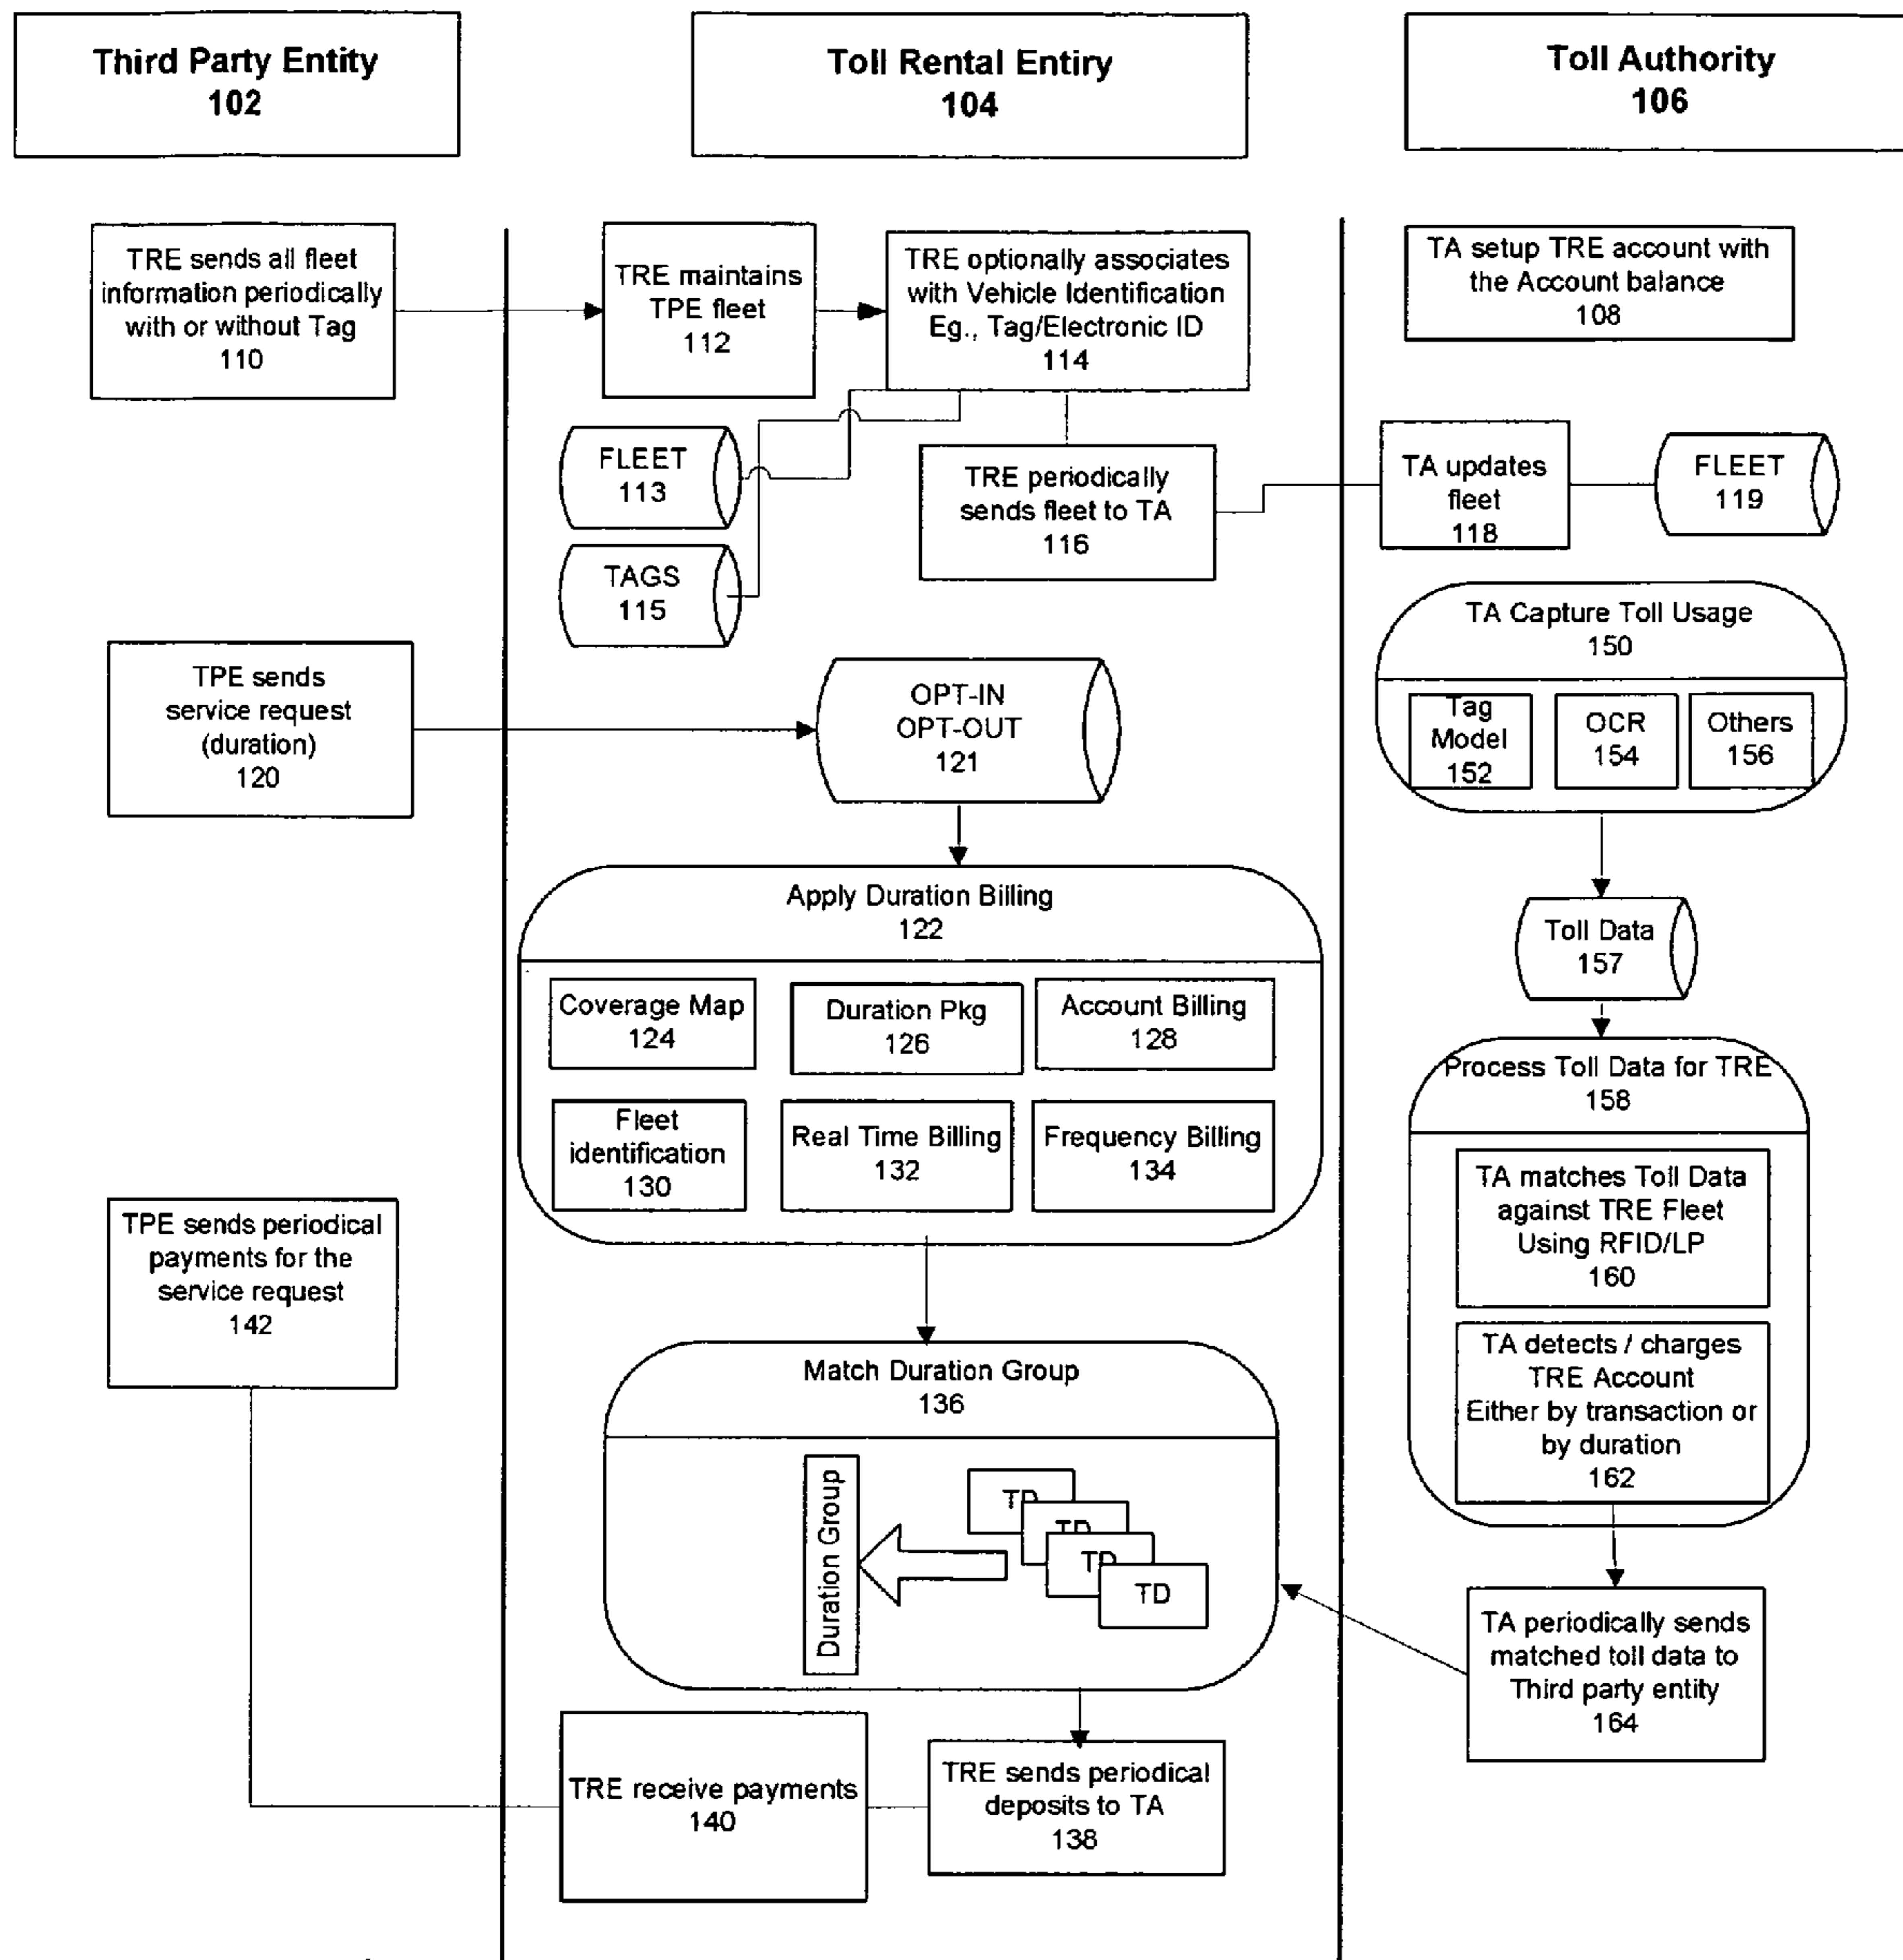 Third Party Entity
102
Toll Rental Entiry
104
Toll Authority
106
TRE sends all fleet
information periodically
with or without Tag
110
TRE maintains
TPE fleet
112
TRE optionally associates
with Vehicle Identification
Eg., Tag/Electronic ID
114
TA setup TRE account with
the Account balance
108
FLEET
113
TAGS
115
TRE periodically
sends fleet to TA
116
TA updates
fleet
118
FLEET
119
TPE sends
service request
(duration)
120
OPT-IN
OPT-OUT
121
TA Capture Toll Usage
150
Tag
Model
152
OCR
154
Others
156
Toll Data
157
Apply Duration Billing
122
Coverage Map
124
Duration Pkg
126
Account Billing
128
Fleet
identification
130
Real Time Billing
132
Frequency Billing
134
Process Toll Data for TRE
158
TA matches Toll Data
against TRE Fleet
Using RFID/LP
160
TA detects / charges
TRE Account
Either by transaction or
by duration
162
TPE sends periodical
payments for the
service request
142
Match Duration Group
136
Duration Group
TD
TD
TD
TD
TA periodically sends
matched toll data to
Third party entity
164
TRE receive payments
140
TRE sends periodical
deposits to TA
138